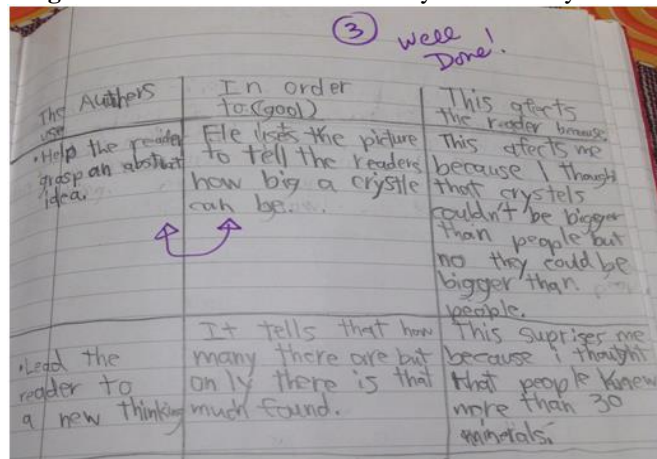 3 Well Done!
The Authers
use
In order
to:(gool)
This afects
the reader because.
•Help the reader
grasp an abstract
idea.
He uses the picture
to tell the readers
how big a crystle
can be.
This afects me
because I thought
that crystels
couldn't be bigger
than people but
no they could be
bigger than
people.
•Lead the
reader to
a new thinking
It tells that how
many there are but
only there is that
much found.
This suprises me
because i thought
that people knew
more than 30
minerals.